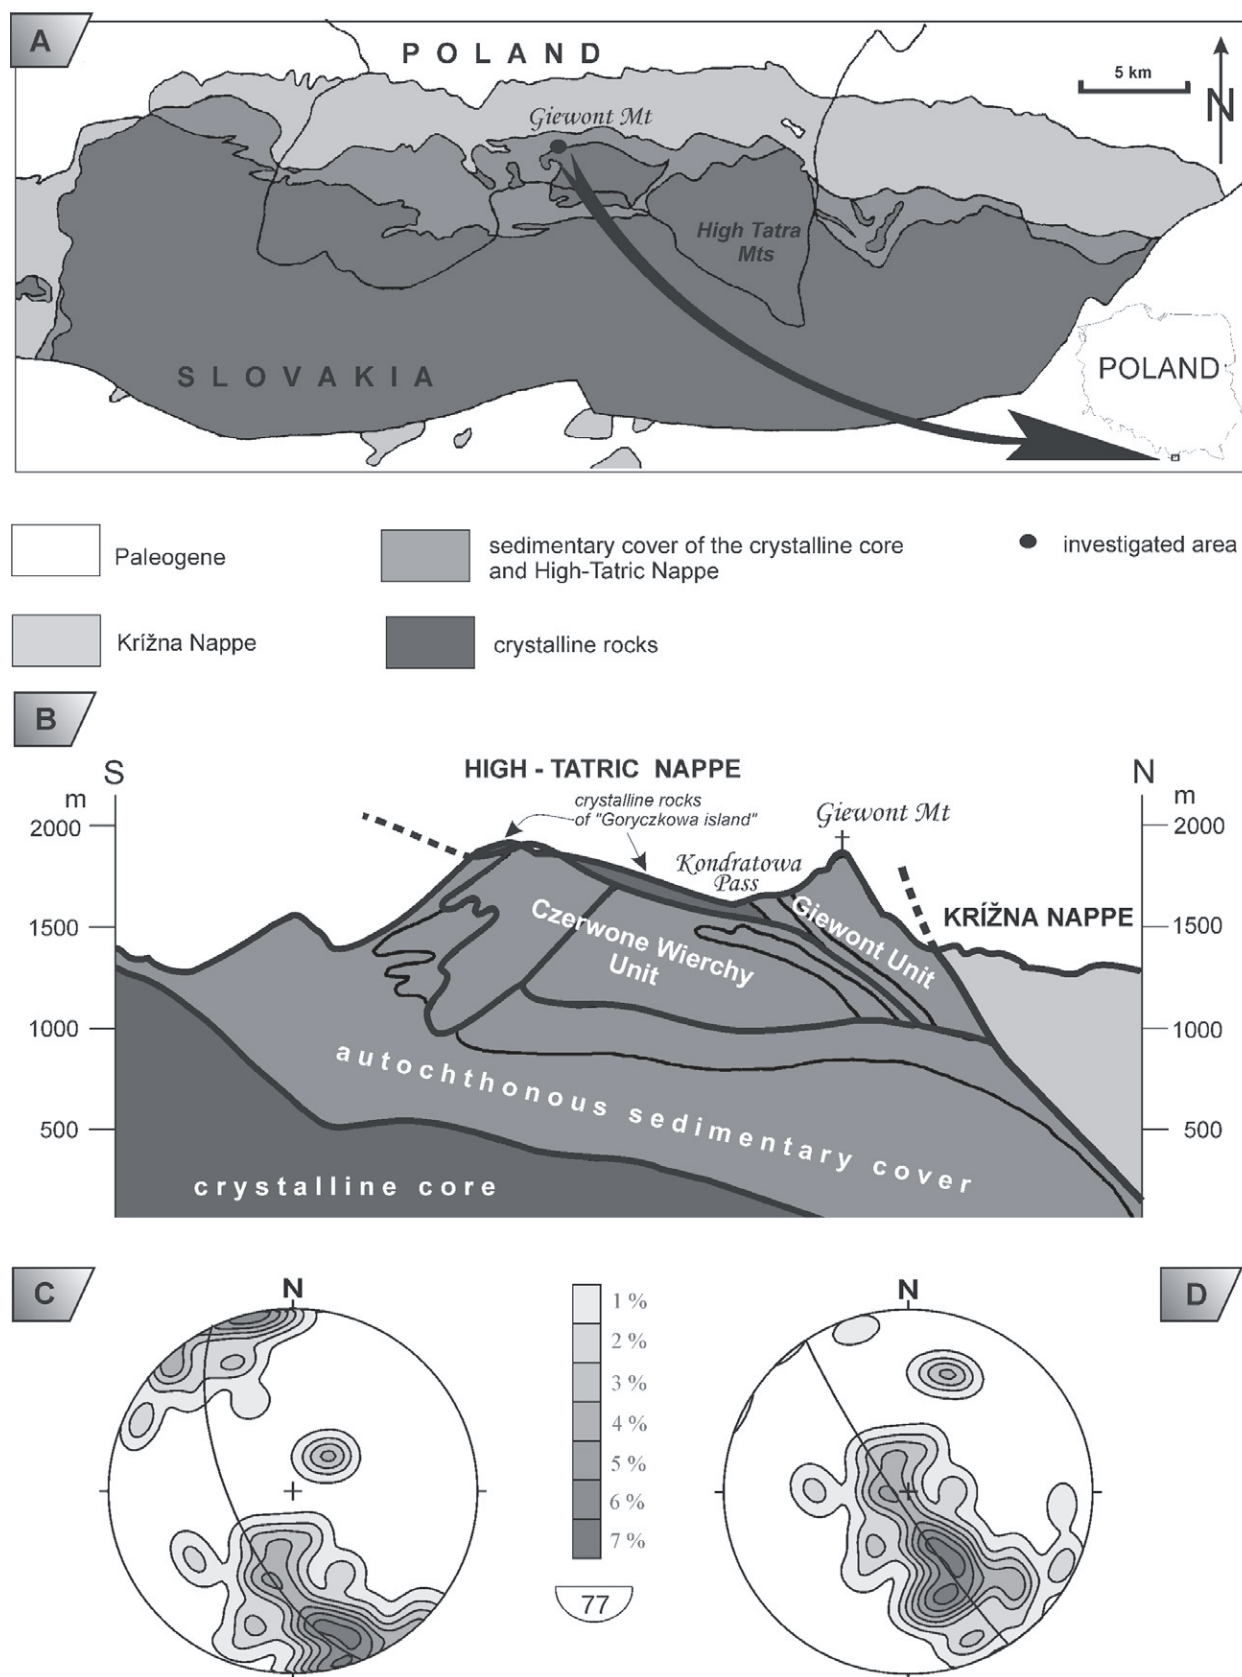 A
POLAND
5 km
N
Giewont Mt
High Tatra
Mts
SLOVAKIA
POLAND
Paleogene
sedimentary cover of the crystalline core
and High-Tatric Nappe
investigated area
Krížna Nappe
crystalline rocks
B
S
HIGH - TATRIC NAPPE
N
m
crystalline rocks
of "Goryczkowa island"
Giewont Mt
m
2000
2000
Kondratowa
Pass
1500
Czerwone Wierchy
Unit
Giewont Unit
KRÍŽNA NAPPE
1500
1000
1000
autochthonous sedimentary cover
500
500
crystalline core
C
N
1 %
2 %
3 %
4 %
5 %
6 %
7 %
77
N
D